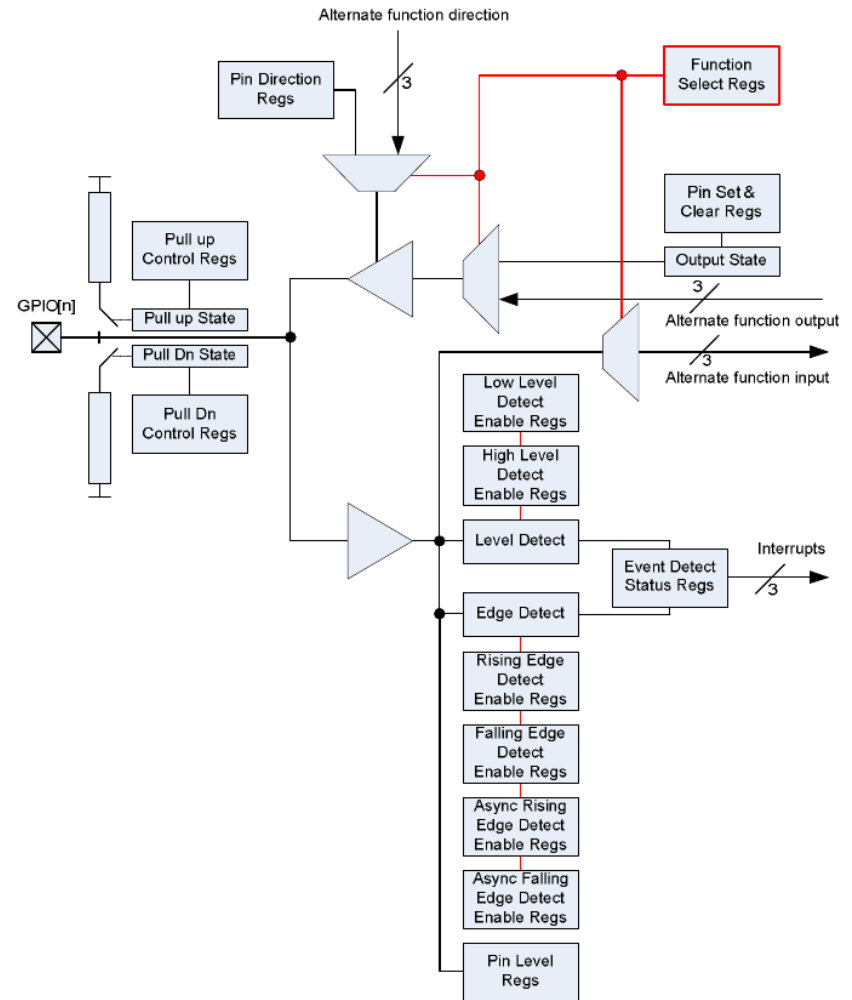 Alternate function direction
3
Pin Direction
Regs
Function
Select Regs
Pin Set &
Clear Regs
Pull up
Control Regs
Output State
3
GPIO[n]
Pull up State
Alternate function output
Pull Dn State
3
Alternate function input
Low Level
Detect
Enable Regs
Pull Dn
Control Regs
High Level
Detect
Enable Regs
Level Detect
Interrupts
Event Detect
Status Regs
3
Edge Detect
Rising Edge
Detect
Enable Regs
Falling Edge
Detect
Enable Regs
Async Rising
Edge Detect
Enable Regs
Async Falling
Edge Detect
Enable Regs
Pin Level
Regs